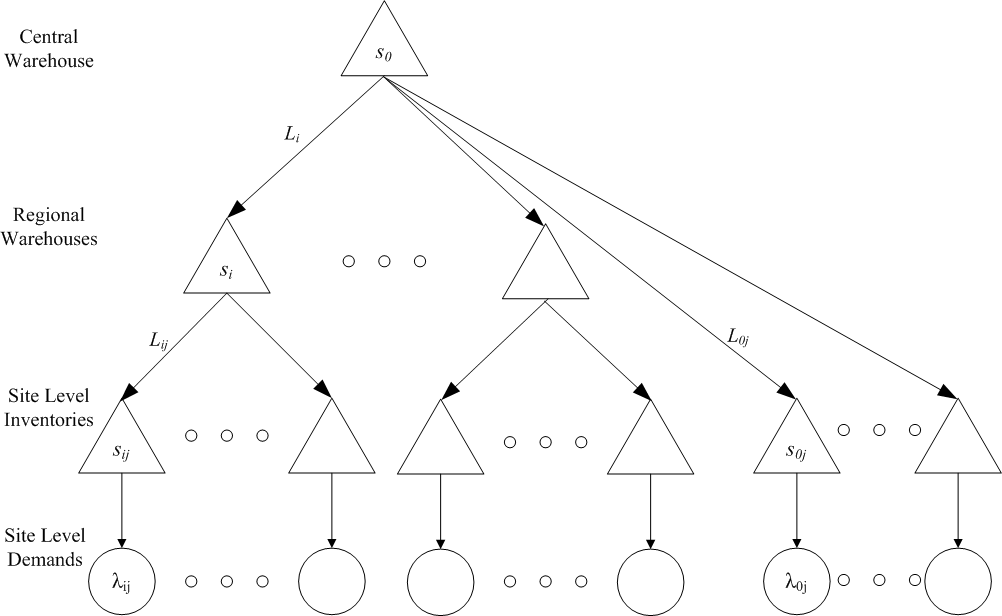 Central
Warehouse
s0
Li
Regional
Warehouses
si
Lij
L0j
Site Level
Inventories
sij
s0j
Site Level
Demands
λij
λ0j